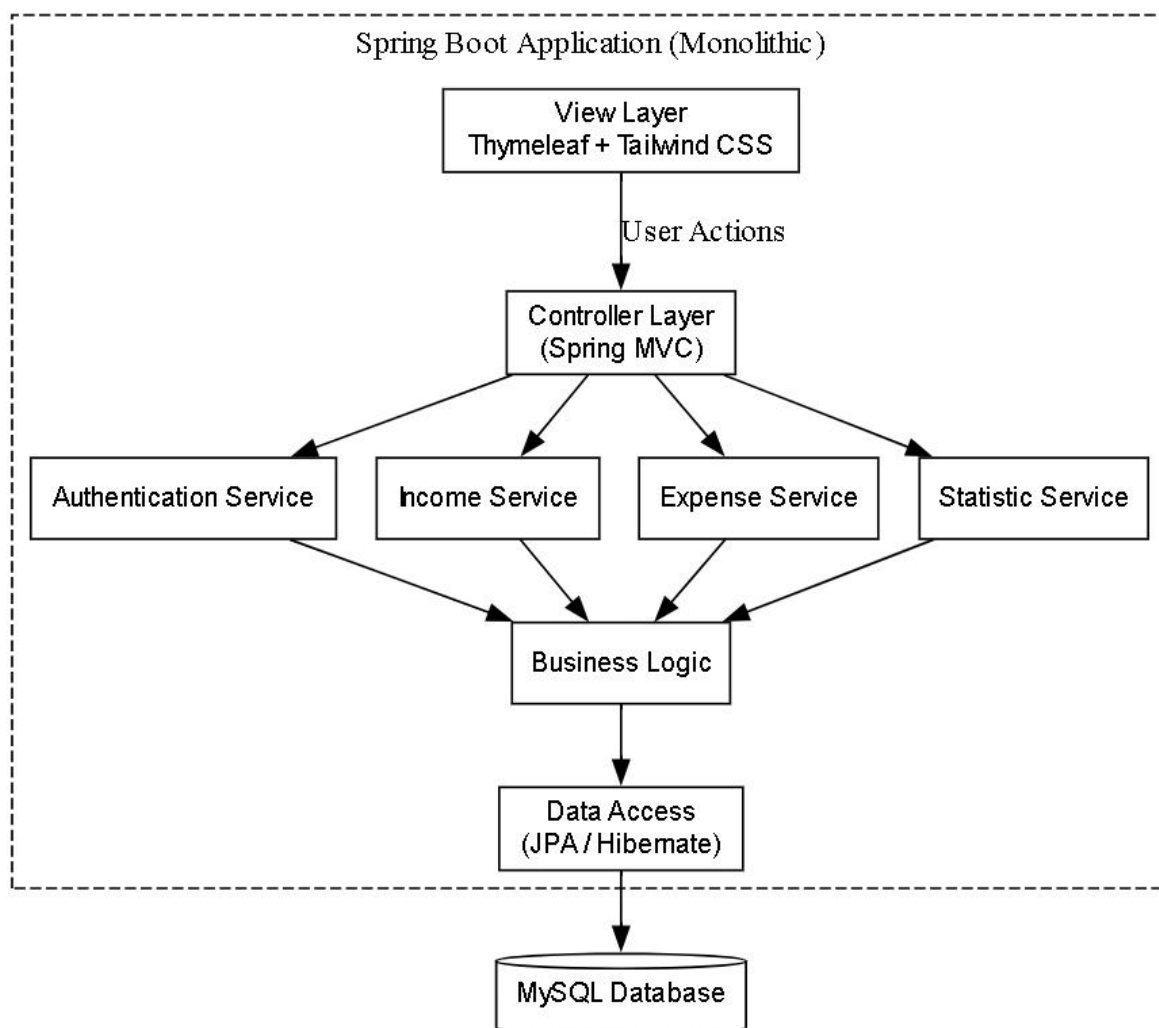 Spring Boot Application (Monolithic)
View Layer
Thymeleaf + Tailwind CSS
User Actions
Controller Layer
(Spring MVC)
Authentication Service
Income Service
Expense Service
Statistic Service
Business Logic
Data Access
(JPA / Hibernate)
MySQL Database